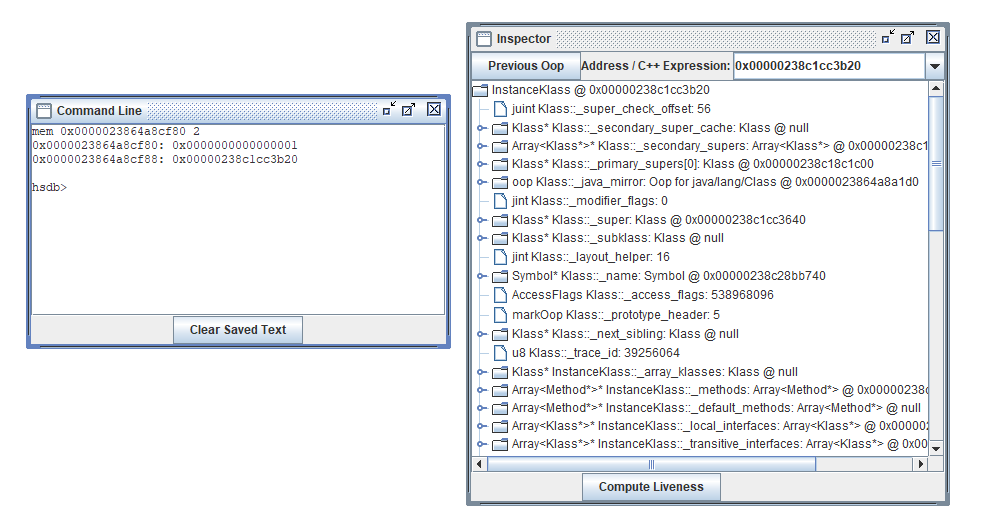 Command Line
mem 0x0000023864a8cf80 2
0x0000023864a8cf80: 0x0000000000000001
0x0000023864a8cf88: 0x00000238c1cc3b20
hsdb>
Clear Saved Text
Inspector
Previous Oop Address / C++ Expression: 0x00000238c1cc3b20
InstanceKlass @ 0x00000238c1cc3b20
juint Klass::_super_check_offset: 56
Klass* Klass::_secondary_super_cache: Klass @ null
Array<Klass*>* Klass::_secondary_supers: Array<Klass*> @ 0x00000238c1
Klass* Klass::_primary_supers[0]: Klass @ 0x00000238c18c1c00
oop Klass::_java_mirror: Oop for java/lang/Class @ 0x0000023864a8a1d0
jint Klass::_modifier_flags: 0
Klass* Klass::_super: Klass @ 0x00000238c1cc3640
Klass* Klass::_subklass: Klass @ null
jint Klass::_layout_helper: 16
Symbol* Klass::_name: Symbol @ 0x00000238c28bb740
AccessFlags Klass::_access_flags: 538968096
markOop Klass::_prototype_header: 5
Klass* Klass::_next_sibling: Klass @ null
u8 Klass::_trace_id: 39256064
Klass* InstanceKlass::_array_klasses: Klass @ null
Array<Method*>* InstanceKlass::_methods: Array<Method*> @ 0x00000238c
Array<Method*>* InstanceKlass::_default_methods: Array<Method*> @ null
Array<Klass*>* InstanceKlass::_local_interfaces: Array<Klass*> @ 0x000002
Array<Klass*>* InstanceKlass::_transitive_interfaces: Array<Klass*> @ 0x00
Compute Liveness